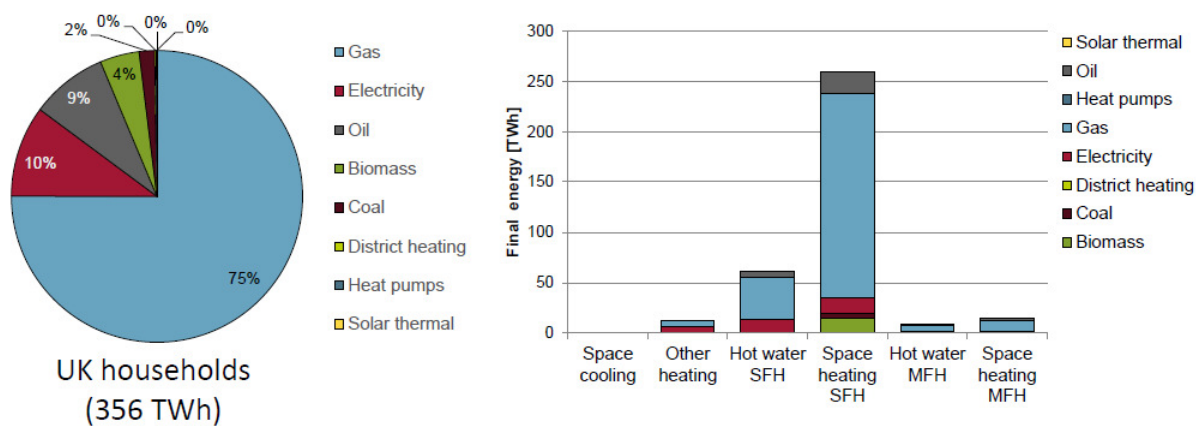 0%
0%
0%
2%
4%
9%
10%
75%
Gas
Electricity
Oil
Biomass
Coal
District heating
Heat pumps
Solar thermal
UK households
(356 TWh)
Final energy [TWh]
300
250
200
150
100
50
0
Space
cooling
Other
heating
Hot water
SFH
Space
heating
SFH
Hot water
MFH
Space
heating
MFH
Solar thermal
Oil
Heat pumps
Gas
Electricity
District heating
Coal
Biomass